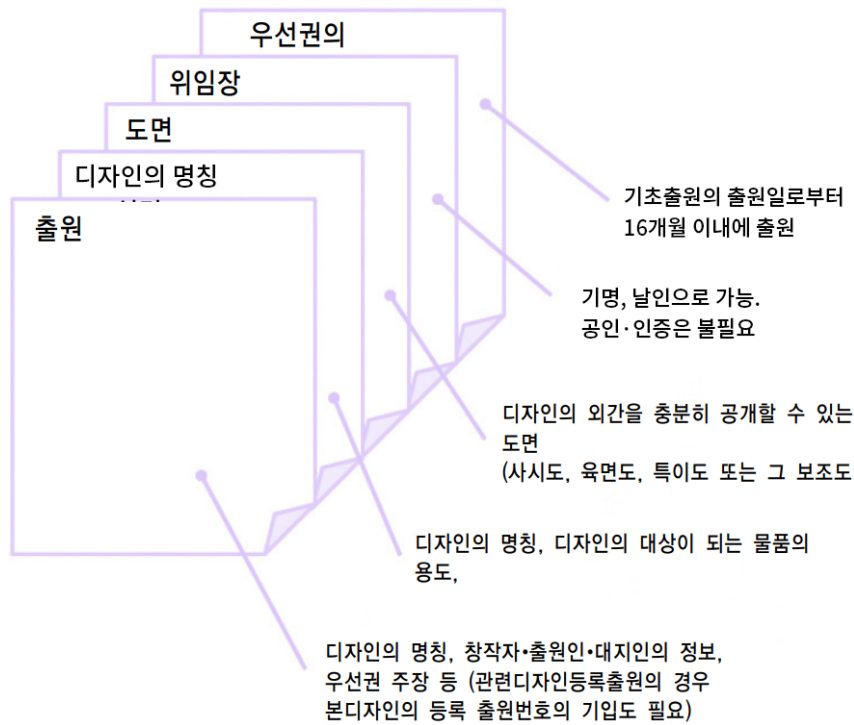 우선권의
위임장
도면
디자인의 명칭
출원
기초출원의 출원일로부터
16개월 이내에 출원
기명, 날인으로 가능.
공인·인증은 불필요
디자인의 외간을 충분히 공개할 수 있는
도면
(사시도, 육면도, 특이도 또는 그 보조도
디자인의 명칭, 디자인의 대상이 되는 물품의
용도,
디자인의 명칭, 창작자•출원인•대지인의 정보,
우선권 주장 등 (관련디자인등록출원의 경우
본디자인의 등록 출원번호의 기입도 필요)